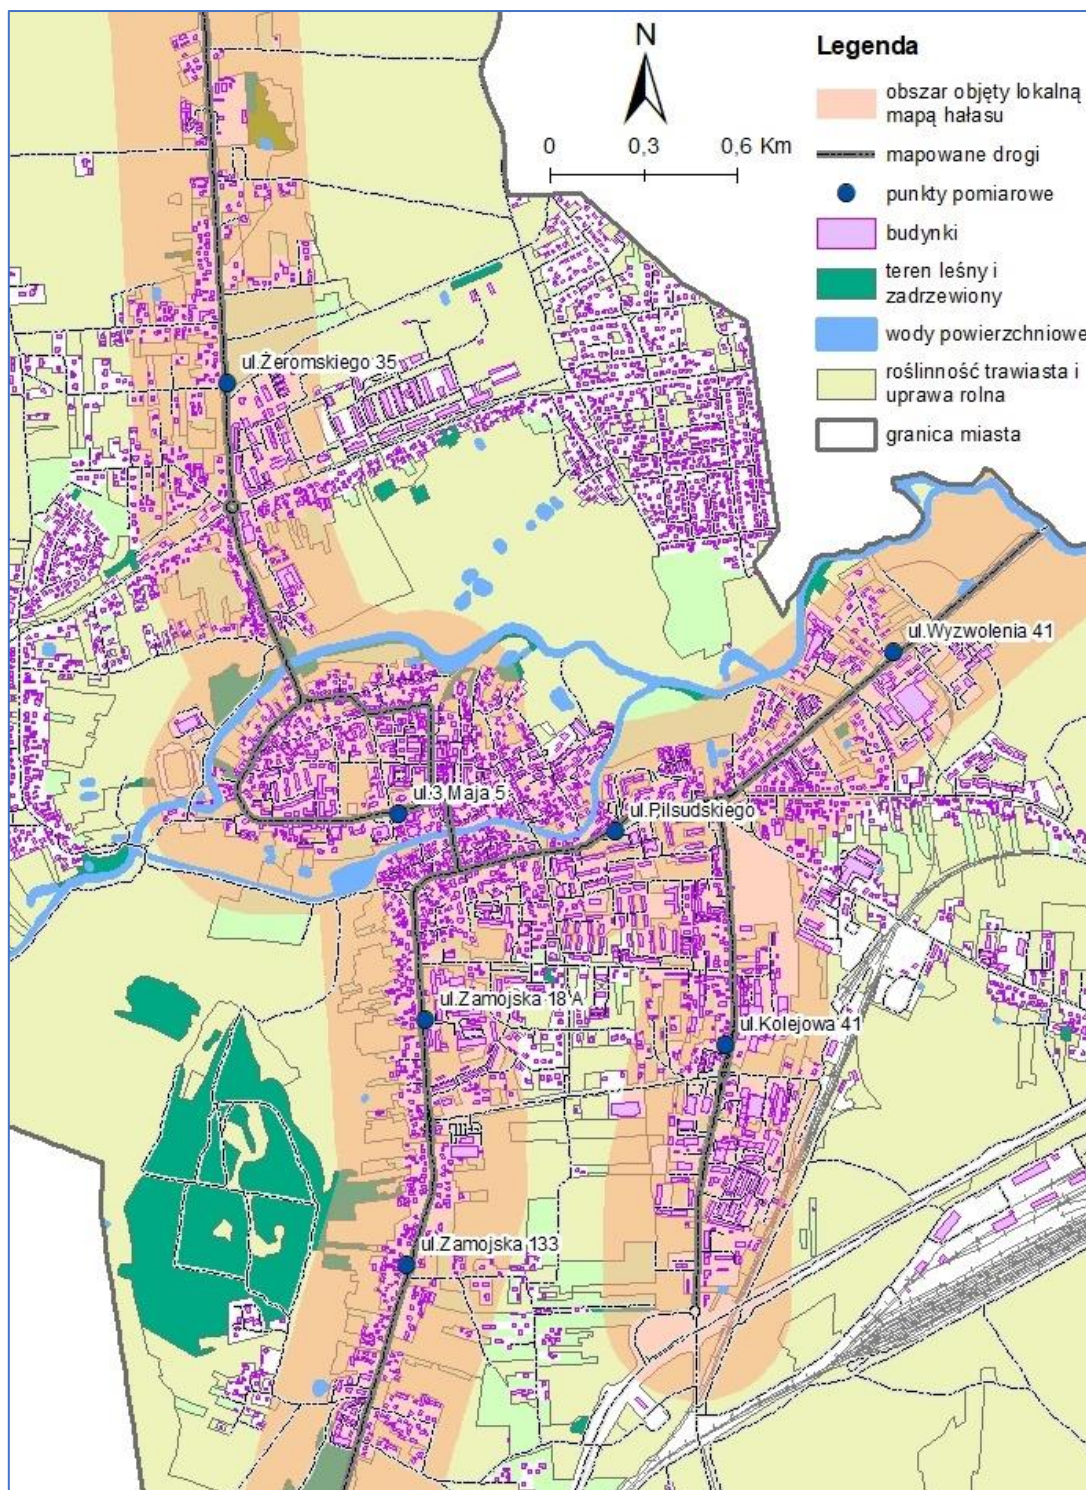 N
0 0,3 0,6 Km
Legenda
obszar objęty lokalną
mapą hałasu
mapowane drogi
punkty pomiarowe
budynki
teren leśny i
zadrzewiony
wody powierzchniowe
roślinność trawiasta i
uprawa rolna
granica miasta
ul.Żeromskiego 35
ul.Wyzwolenia 41
ul.3 Maja 5
ul.Piłsudskiego
ul.Zamojska 18 A
ul.Kolejowa 41
ul.Zamojska 133